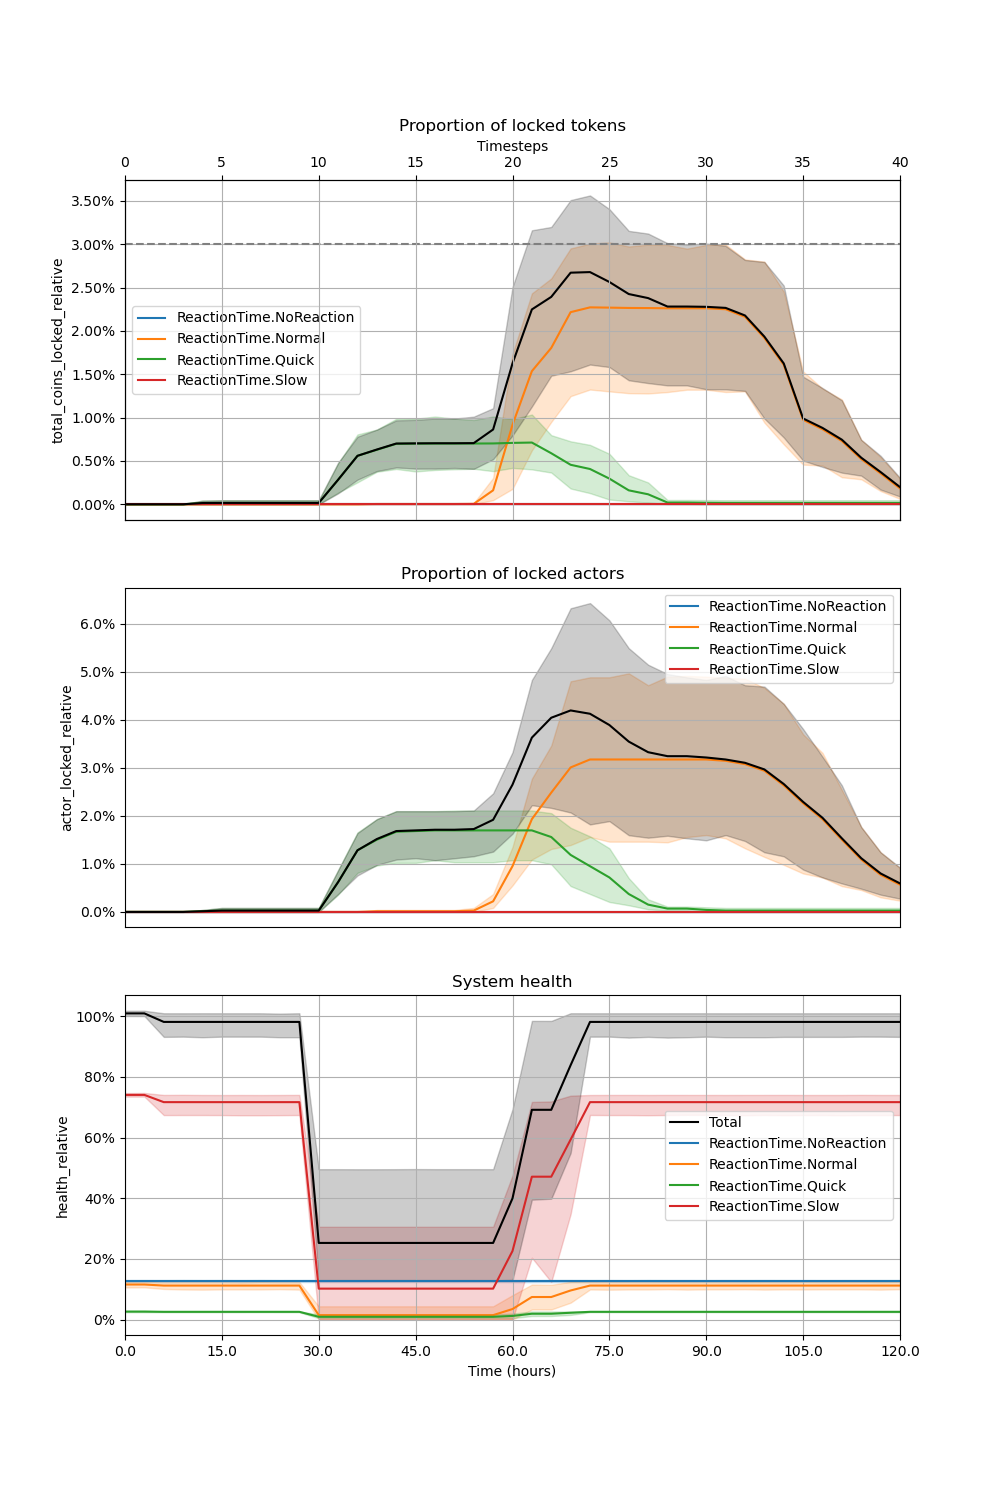 Proportion of locked tokens
Timesteps
0 5 10 15 20 25 30 35 40
3.50%
3.00%
2.50%
2.00%
1.50%
1.00%
0.50%
0.00%
total_coins_locked_relative
ReactionTime.NoReaction
ReactionTime.Normal
ReactionTime.Quick
ReactionTime.Slow
Proportion of locked actors
6.0%
5.0%
4.0%
3.0%
2.0%
1.0%
0.0%
actor_locked_relative
ReactionTime.NoReaction
ReactionTime.Normal
ReactionTime.Quick
ReactionTime.Slow
System health
100%
80%
60%
40%
20%
0%
health_relative
Total
ReactionTime.NoReaction
ReactionTime.Normal
ReactionTime.Quick
ReactionTime.Slow
0.0 15.0 30.0 45.0 60.0 75.0 90.0 105.0 120.0
Time (hours)